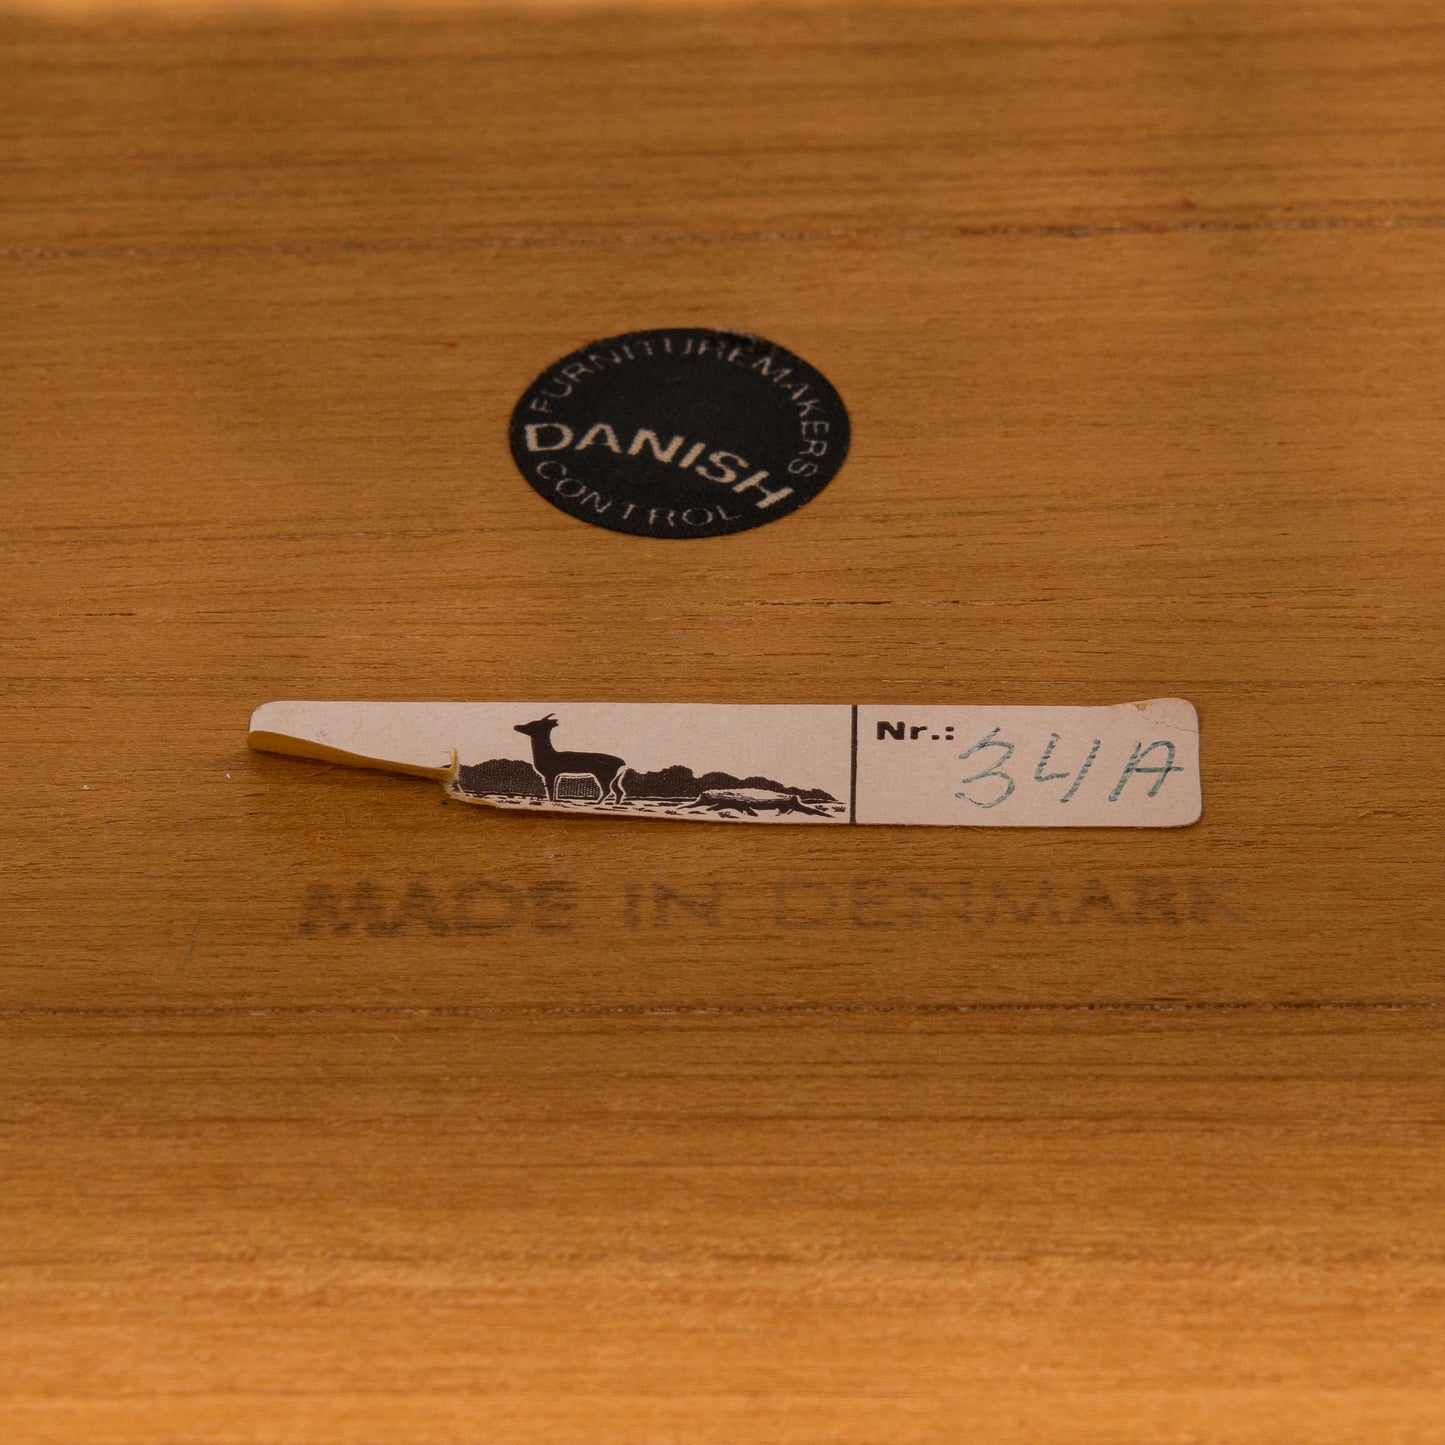 FURNITUREMAKERS
DANISH
CONTROL
Nr.: 34A
MADE IN DENMARK